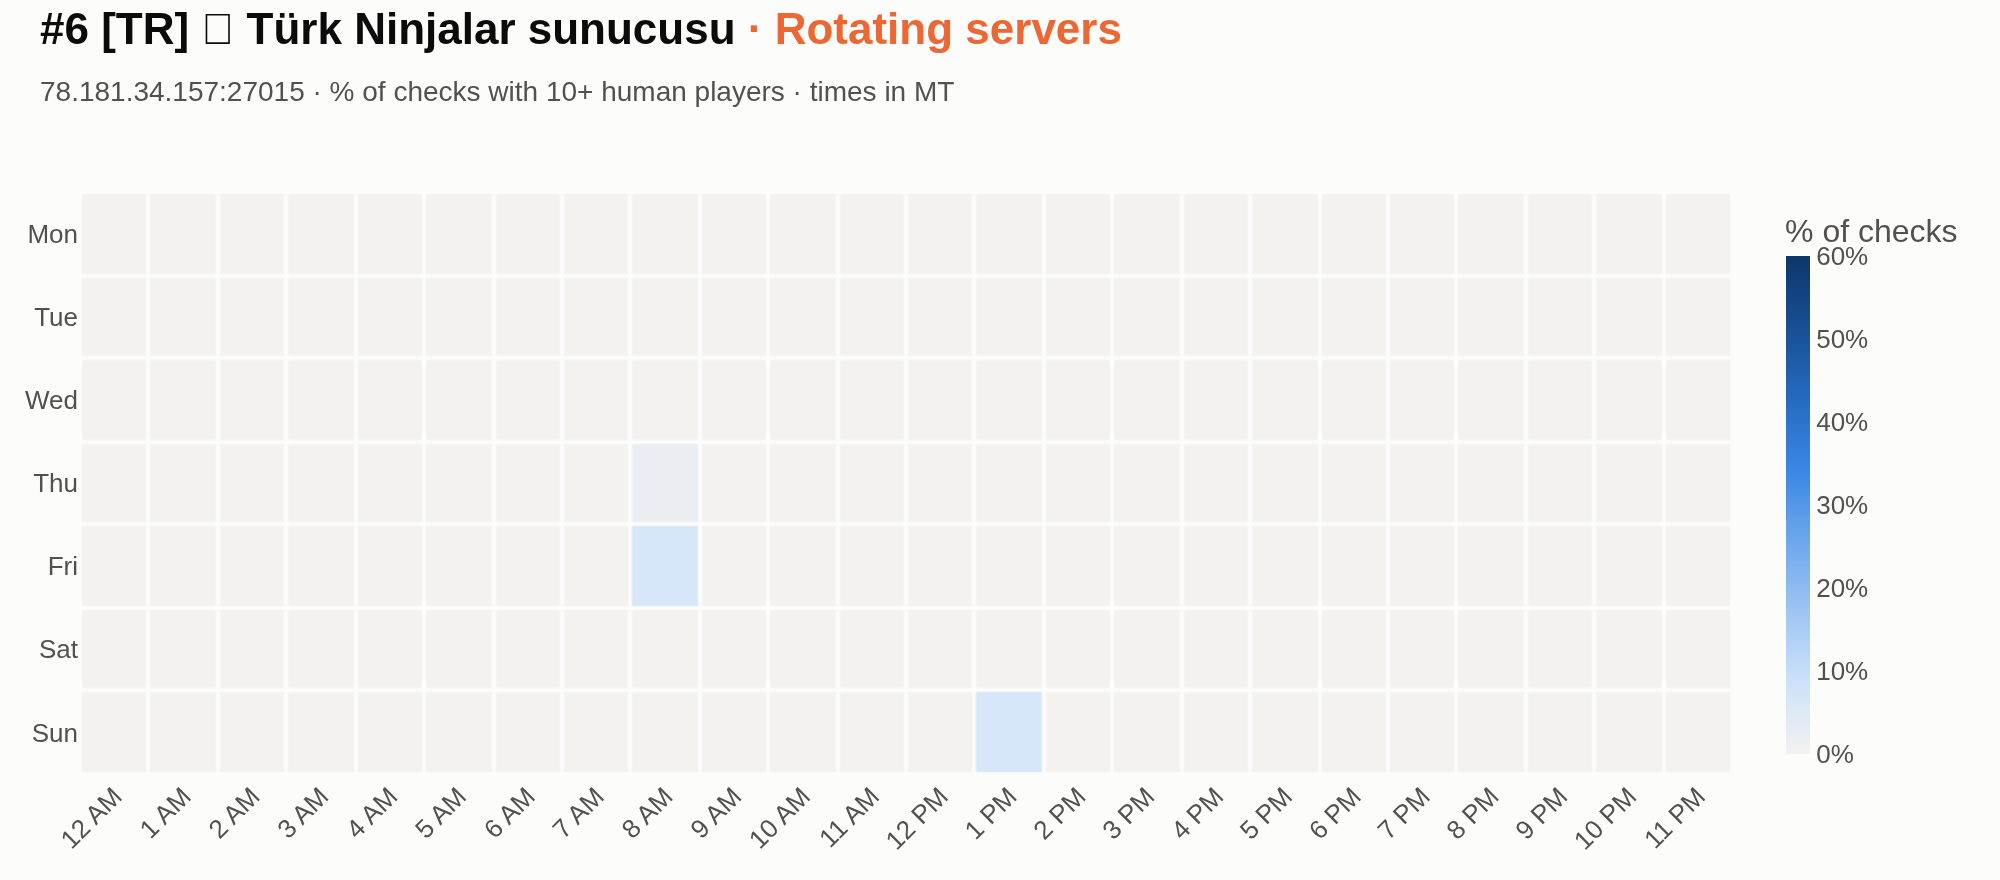 #6 [TR] Türk Ninjalar sunucusu · Rotating servers
78.181.34.157:27015 · % of checks with 10+ human players · times in MT
% of checks
60%
50%
40%
30%
20%
10%
0%
Mon
Tue
Wed
Thu
Fri
Sat
Sun
12 AM
1 AM
2 AM
3 AM
4 AM
5 AM
6 AM
7 AM
8 AM
9 AM
10 AM
11 AM
12 PM
1 PM
2 PM
3 PM
4 PM
5 PM
6 PM
7 PM
8 PM
9 PM
10 PM
11 PM